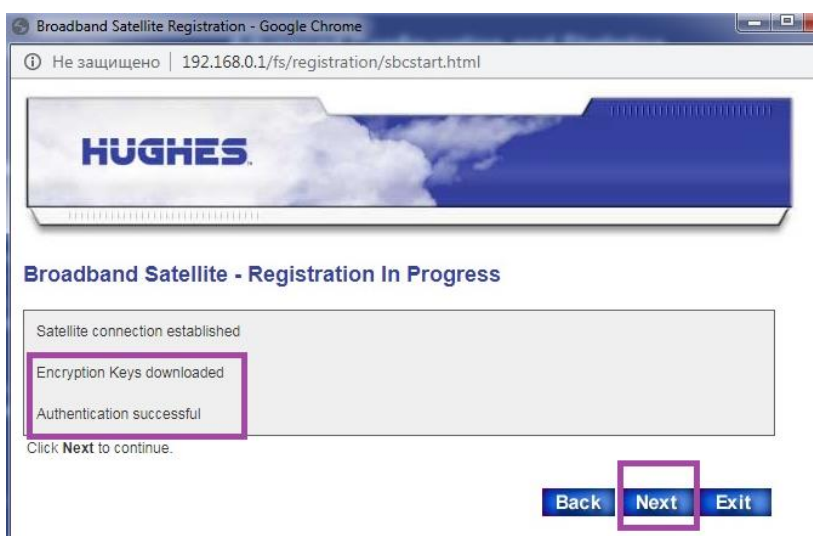 Broadband Satellite Registration - Google Chrome
Не защищено | 192.168.0.1/fs/registration/sbcstart.html
HUGHES
Broadband Satellite - Registration In Progress
Satellite connection established
Encryption Keys downloaded
Authentication successful
Click Next to continue.
Back Next Exit